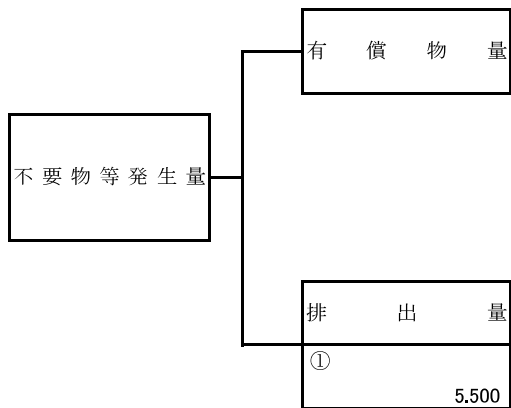 有償物量
不要物等発生量
排出量
①
5.500